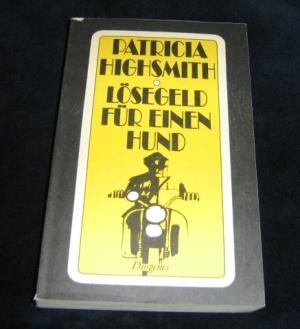 PATRICIA
HIGHSMITH
LÖSEGELD
FÜR EINEN
HUND
Diogenes